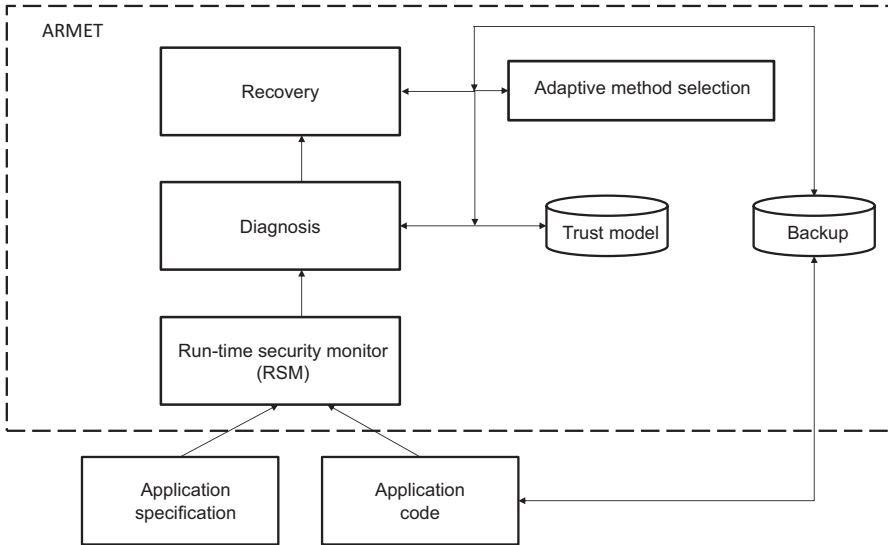 ARMET
Recovery
Adaptive method selection
Diagnosis
Trust model
Backup
Run-time security monitor
(RSM)
Application
specification
Application
code